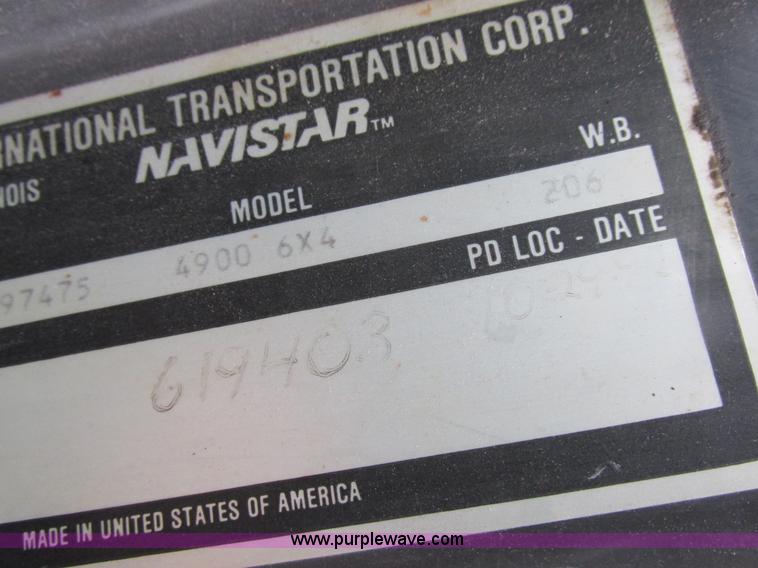 RNATIONAL TRANSPORTATION CORP.
NAVISTAR™
NOIS MODEL W.B.
97475 4900 6X4 206
PD LOC - DATE
619403
MADE IN UNITED STATES OF AMERICA
www.purplewave.com